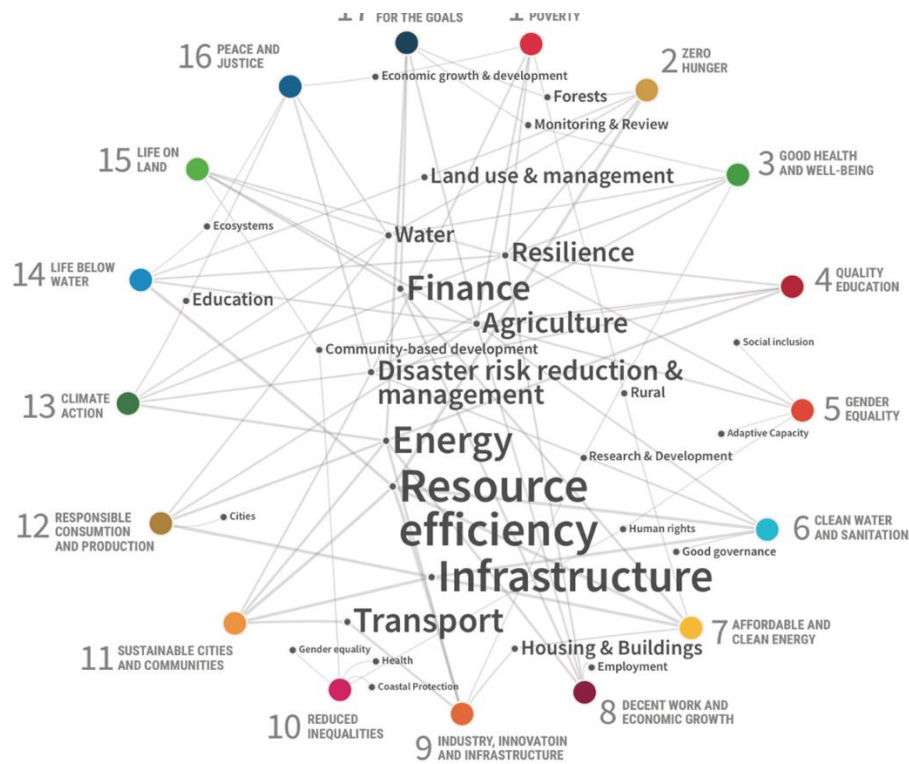 17 FOR THE GOALS
1 POVERTY
16 PEACE AND
JUSTICE
2 ZERO
HUNGER
Economic growth & development
Forests
Monitoring & Review
15 LIFE ON
LAND
Land use & management
3 GOOD HEALTH
AND WELL-BEING
Ecosystems
Water
Resilience
14 LIFE BELOW
WATER
Education
Finance
4 QUALITY
EDUCATION
Agriculture
Community-based development
Social inclusion
Disaster risk reduction &
management
Rural
13 CLIMATE
ACTION
5 GENDER
EQUALITY
Adaptive Capacity
Energy
Research & Development
Resource
efficiency
12 RESPONSIBLE
CONSUMTION
AND PRODUCTION
Cities
Human rights
6 CLEAN WATER
AND SANITATION
Good governance
Infrastructure
Transport
11 SUSTAINABLE CITIES
AND COMMUNITIES
7 AFFORDABLE AND
CLEAN ENERGY
Gender equality
Housing & Buildings
Health
Employment
Coastal Protection
10 REDUCED
INEQUALITIES
8 DECENT WORK AND
ECONOMIC GROWTH
9 INDUSTRY, INNOVATOIN
AND INFRASTRUCTURE